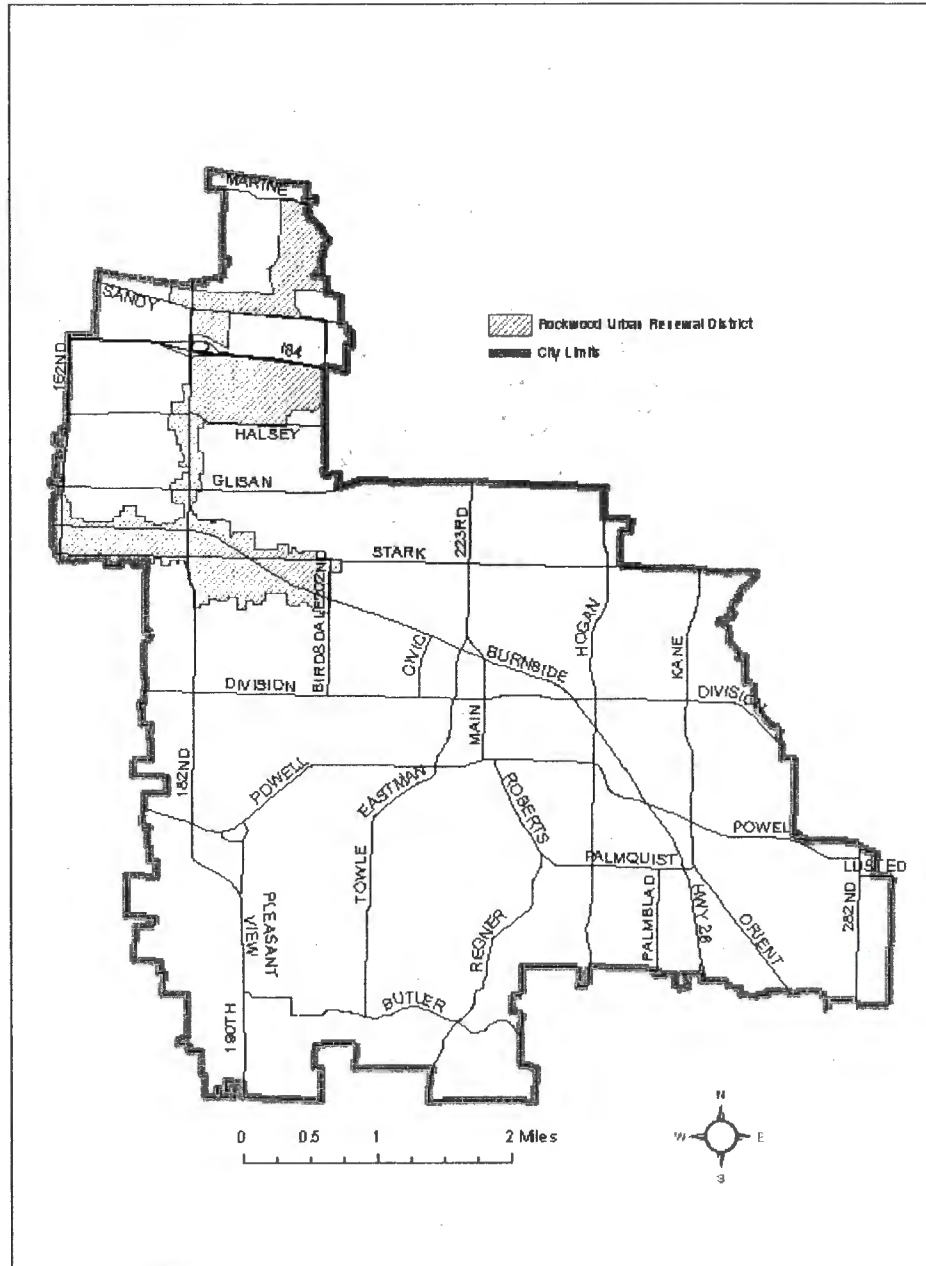 MARINE
SANDY
Rockwood Urban Renewal District
City Limits
I84
162ND
HALSEY
GLISAN
223RD
STARK
BIRDSDALE/202ND
HOGAN
KANE
CIVIC
BURNSIDE
DIVISION
DIVISION
MAIN
182ND
POWELL
EASTMAN
ROBERTS
POWEL
PALMQUIST
LUSTED
TOWLE
PALMBLAD
HWY 26
282ND
PLEASANT
VIEW
REGNER
ORIENT
BUTLER
190TH
0 0.5 1 2 Miles
N
W E
S